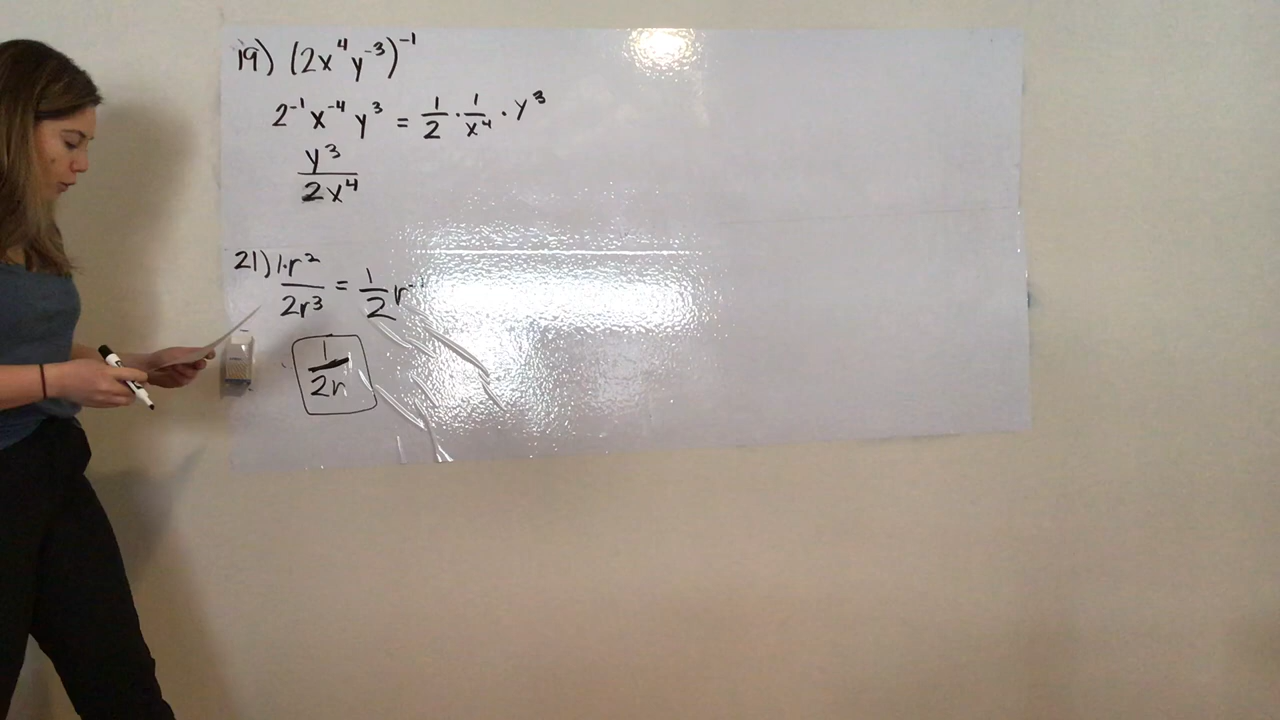 19) (2x⁴y⁻³)⁻¹
2⁻¹x⁻⁴y³ = 1/2 · 1/x⁴ · y³
y³/2x⁴
21) 1·r²/2r³ = 1/2 r⁻¹
1/2r